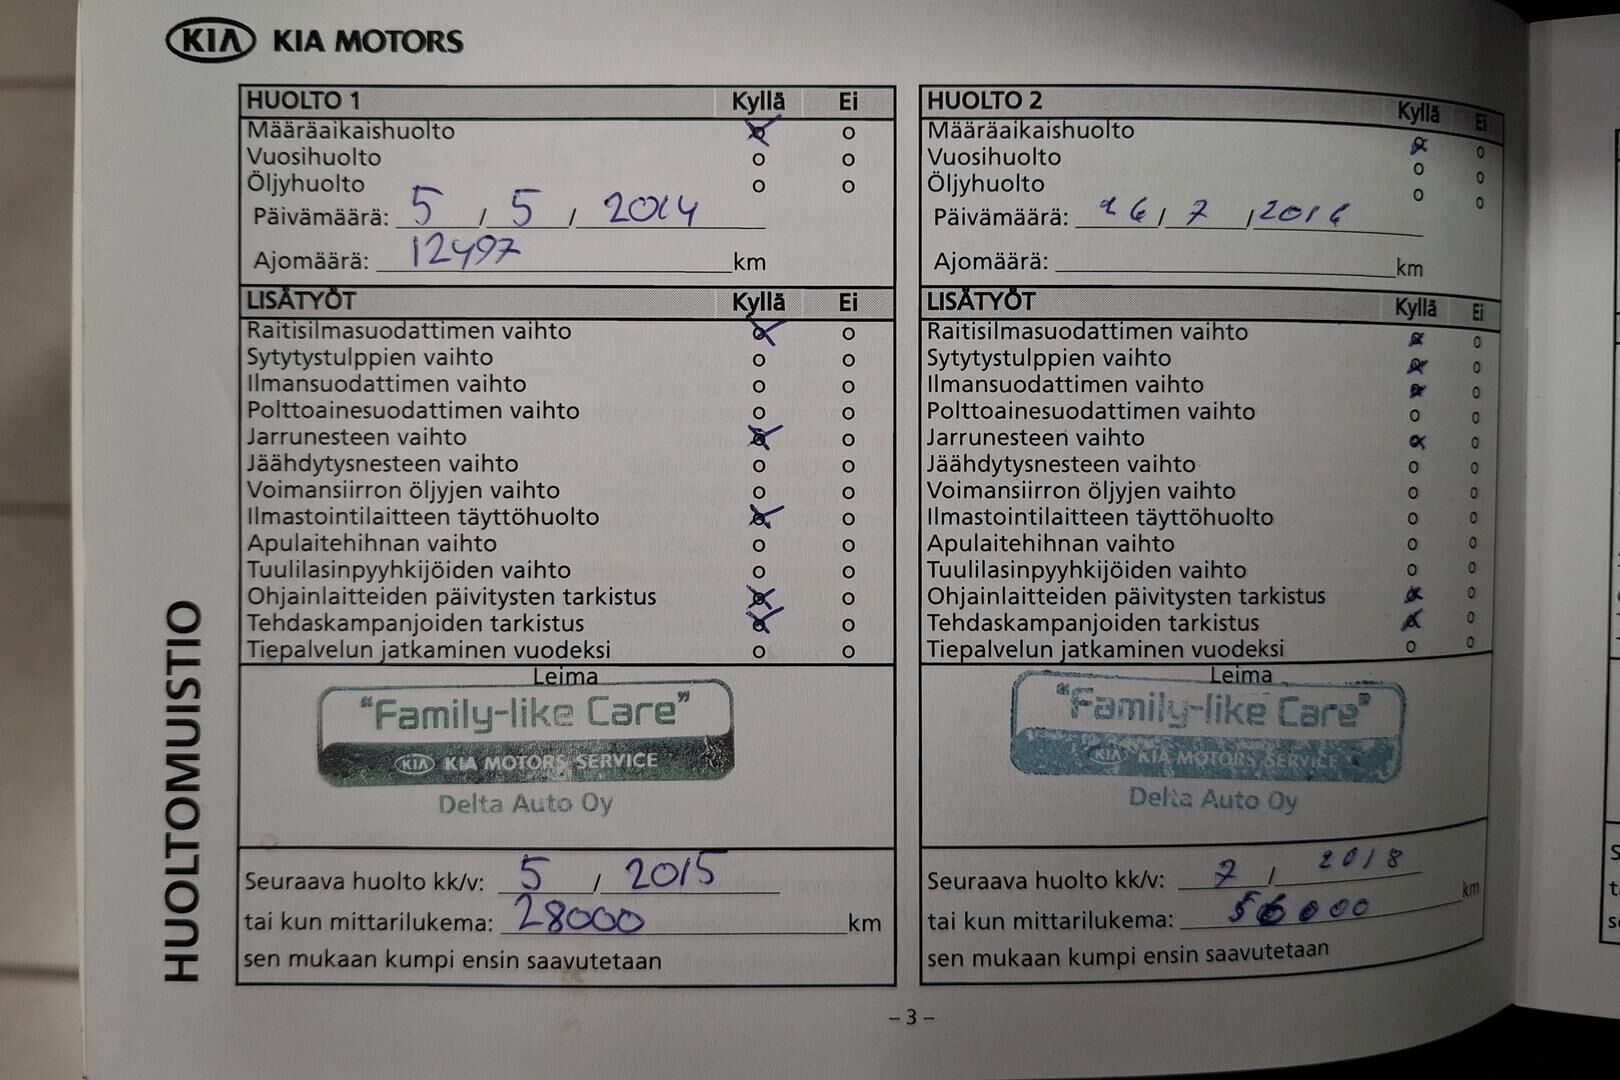 KIA KIA MOTORS
HUOLTOMUISTIO
HUOLTO 1 Kyllä Ei
Määräaikaishuolto
Vuosihuolto
Öljyhuolto
Päivämäärä: 5 / 5 / 2014
Ajomäärä: 12497 km
LISÄTYÖT Kyllä Ei
Raitisilmasuodattimen vaihto
Sytytystulppien vaihto
Ilmansuodattimen vaihto
Polttoainesuodattimen vaihto
Jarrunesteen vaihto
Jäähdytysnesteen vaihto
Voimansiirron öljyjen vaihto
Ilmastointilaitteen täyttöhuolto
Apulaitehihnan vaihto
Tuulilasinpyyhkijöiden vaihto
Ohjainlaitteiden päivitysten tarkistus
Tehdaskampanjoiden tarkistus
Tiepalvelun jatkaminen vuodeksi
Leima
"Family-like Care"
KIA KIA MOTORS SERVICE
Delta Auto Oy
Seuraava huolto kk/v: 5 / 2015
tai kun mittarilukema: 28000 km
sen mukaan kumpi ensin saavutetaan
HUOLTO 2 Kyllä Ei
Määräaikaishuolto
Vuosihuolto
Öljyhuolto
Päivämäärä: 26 / 7 / 2016
Ajomäärä: km
LISÄTYÖT Kyllä Ei
Raitisilmasuodattimen vaihto
Sytytystulppien vaihto
Ilmansuodattimen vaihto
Polttoainesuodattimen vaihto
Jarrunesteen vaihto
Jäähdytysnesteen vaihto
Voimansiirron öljyjen vaihto
Ilmastointilaitteen täyttöhuolto
Apulaitehihnan vaihto
Tuulilasinpyyhkijöiden vaihto
Ohjainlaitteiden päivitysten tarkistus
Tehdaskampanjoiden tarkistus
Tiepalvelun jatkaminen vuodeksi
Leima
"Family-like Care"
KIA KIA MOTORS SERVICE
Delta Auto Oy
Seuraava huolto kk/v: 7 / 2018
tai kun mittarilukema: 56000 km
sen mukaan kumpi ensin saavutetaan
– 3 –